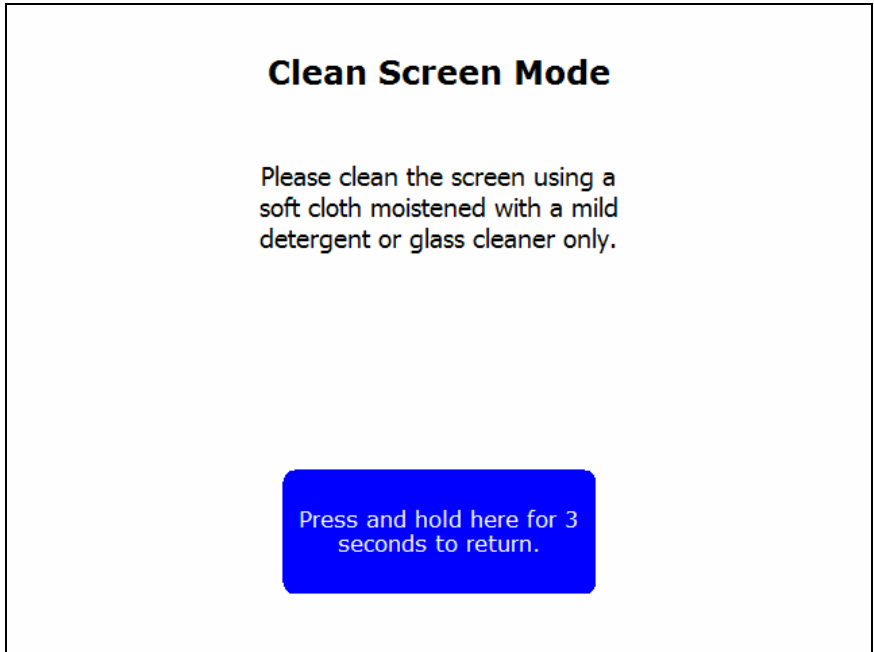 Clean Screen Mode
Please clean the screen using a
soft cloth moistened with a mild
detergent or glass cleaner only.
Press and hold here for 3
seconds to return.